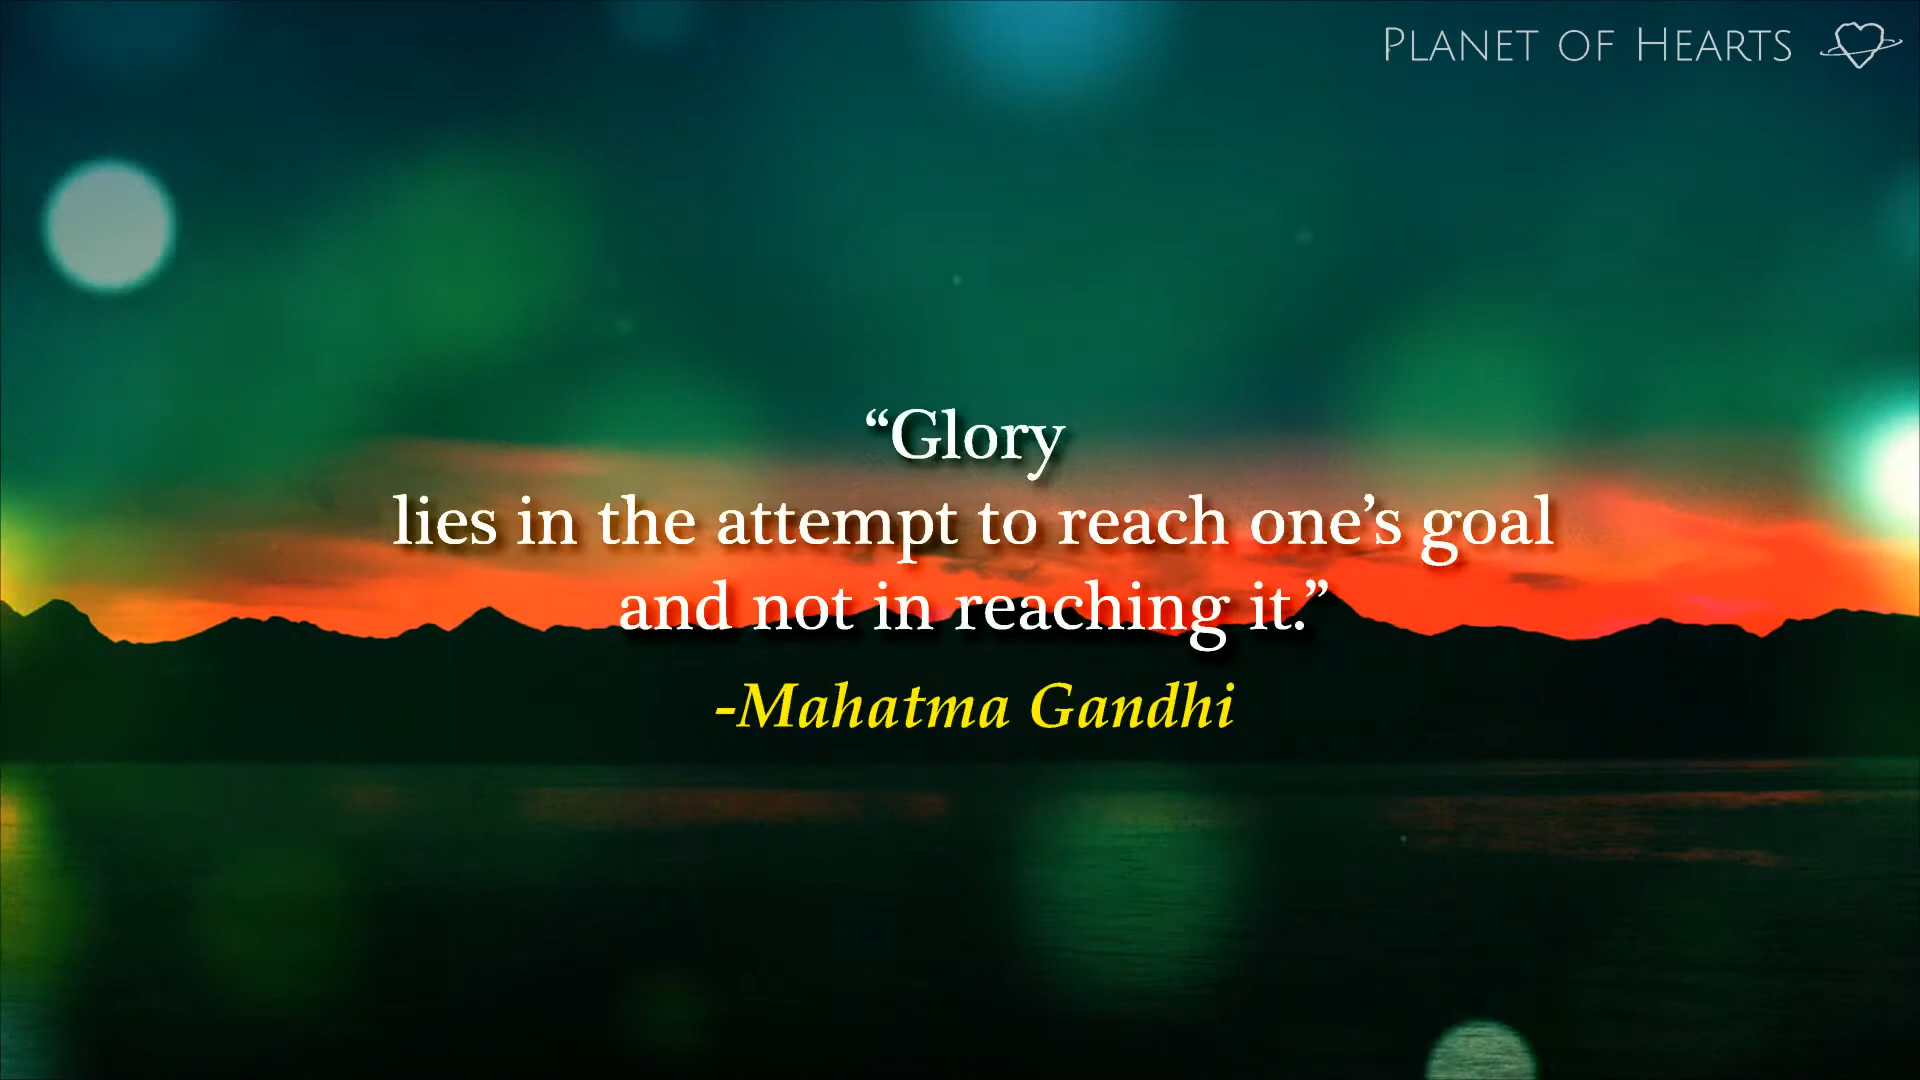 PLANET OF HEARTS
“Glory
lies in the attempt to reach one’s goal
and not in reaching it.”
-Mahatma Gandhi